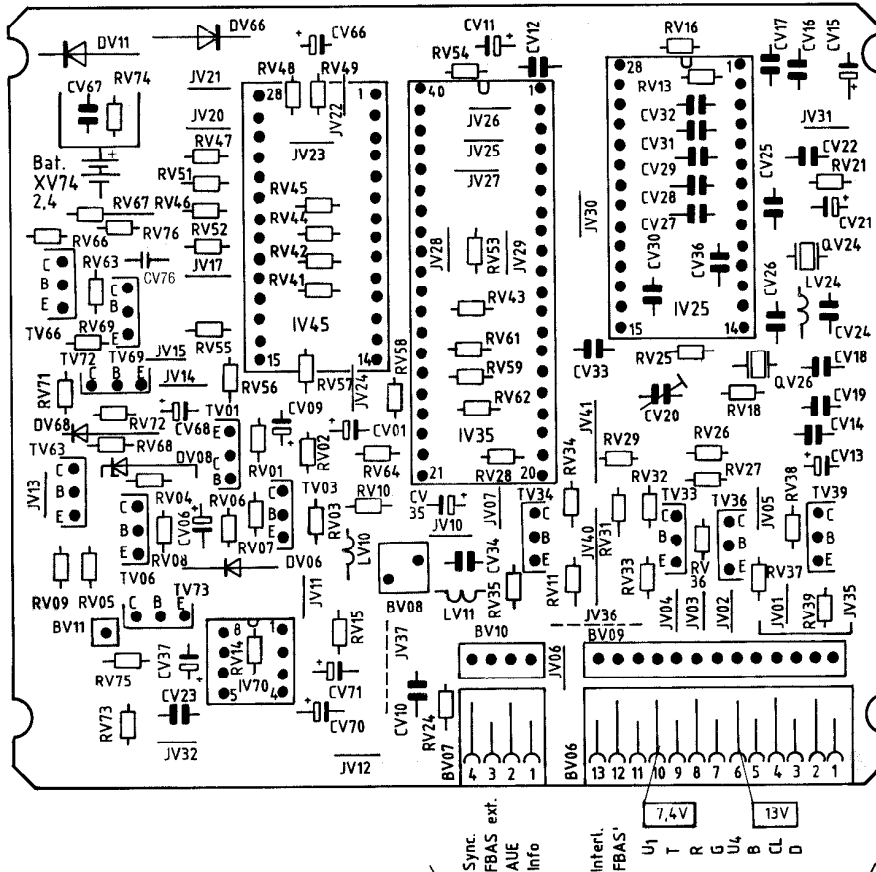 DV11
DV66
CV66
CV11
CV12
RV16
CV17
CV16
CV15
RV54
CV67
RV74
JV21
RV48
RV49
28
1
JV22
40
1
28
1
RV13
JV20
RV47
JV23
JV26
JV25
JV27
CV32
CV31
CV29
CV28
CV27
JV31
CV22
RV21
CV25
CV21
Bat.
XV74
2,4
RV51
RV46
RV67
RV52
RV76
RV66
RV63
CV76
JV17
RV45
RV44
RV42
RV41
JV28
RV53
JV29
JV30
CV30
CV36
QV24
LV24
CV26
CV24
C
B
E
C
B
E
TV66
RV69
RV55
IV45
RV43
RV61
RV59
RV62
IV25
15
14
15
14
TV72
TV69
JV15
C
B
E
JV14
RV56
RV57
JV24
RV58
CV33
RV25
QV26
CV18
CV20
RV18
CV19
CV14
CV13
RV71
RV72
CV68
TV01
CV09
CV01
IV35
JV41
DV68
TV63
RV68
DV08
E
C
B
RV01
RV02
RV64
21
20
RV28
RV34
RV29
RV26
RV27
RV32
RV38
JV13
C
B
E
RV04
CV06
RV06
TV03
C
B
E
RV03
RV10
CV
35
JV10
JV07
TV34
C
B
E
JV40
RV31
TV33
C
B
E
TV36
C
B
E
JV05
TV39
C
B
E
C
B
E
RV08
RV07
LV10
CV34
RV
36
RV37
RV09
RV05
TV06
TV73
C
B
E
DV06
JV11
BV08
LV11
RV35
RV11
RV33
JV36
JV04
JV03
JV02
JV01
RV39
JV35
BV11
RV75
CV37
8
1
RV14
IV70
5
4
RV15
JV37
BV10
JV06
BV09
RV73
CV23
CV71
CV70
CV10
RV24
JV32
JV12
BV07
4
3
2
1
BV06
13
12
11
10
9
8
7
6
5
4
3
2
1
7,4V
13V
Sync.
FBAS ext.
AUE
Info
Interl.
FBAS'
U1
T
R
G
U4
B
CL
D